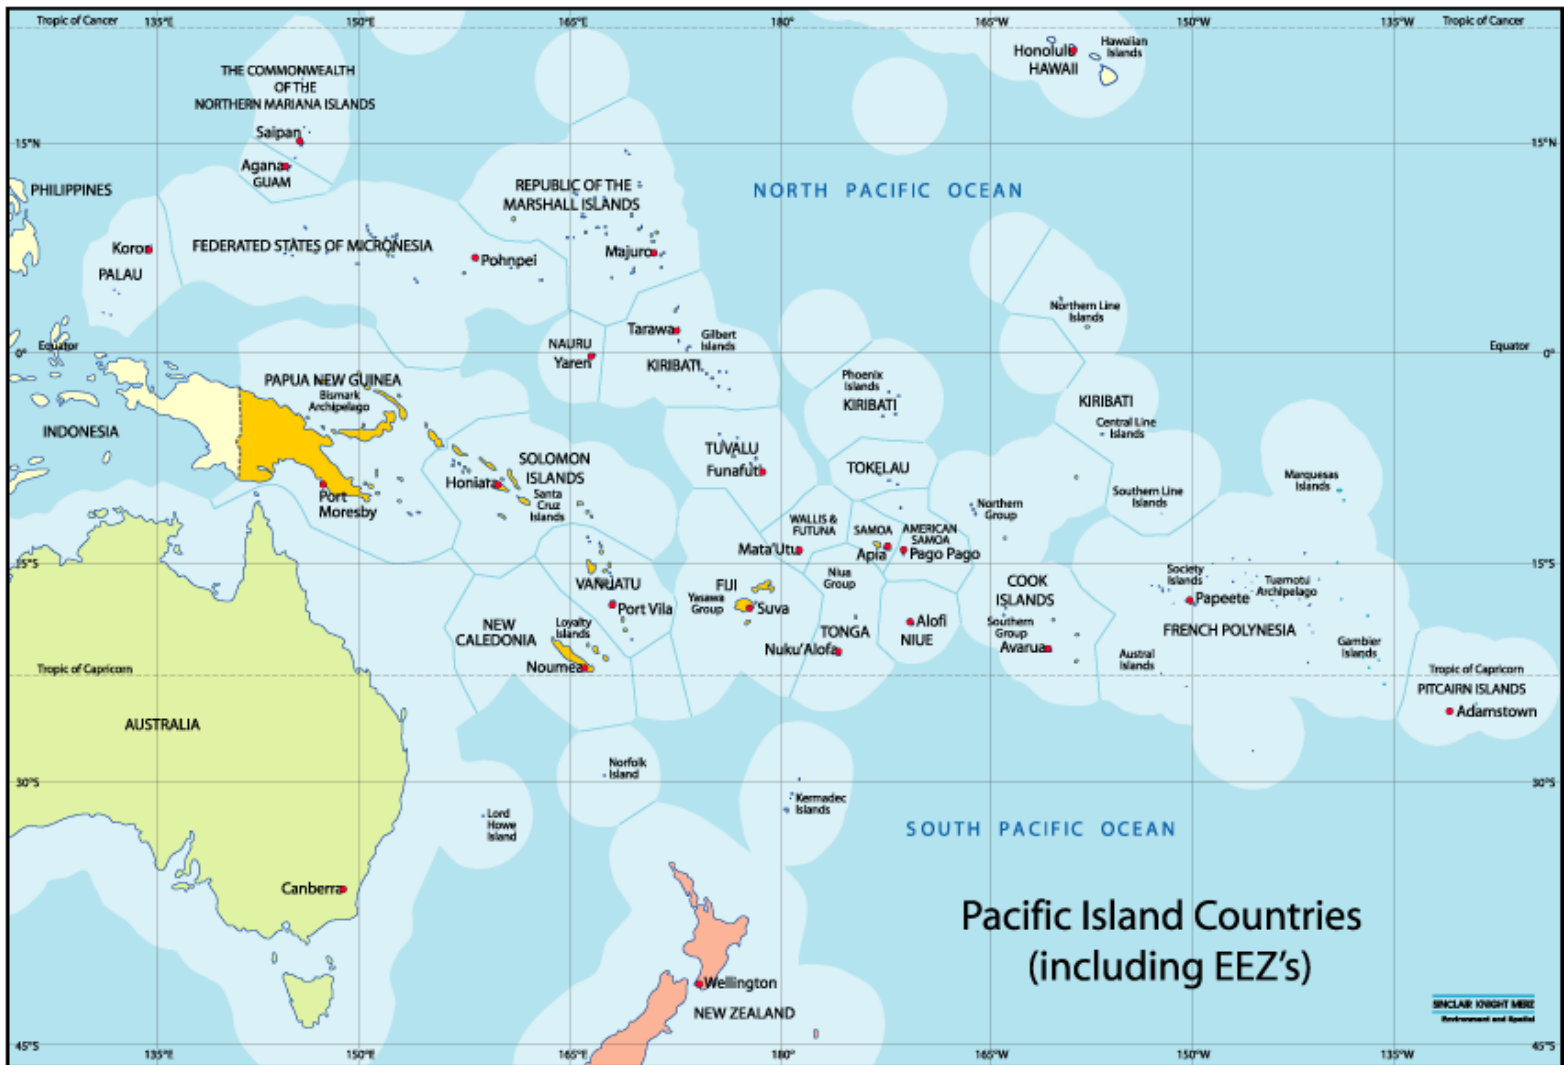 Tropic of Cancer
135°E
150°E
165°E
180°
165°W
150°W
135°W
Tropic of Cancer
Honolulu
HAWAII
Hawaiian
Islands
THE COMMONWEALTH
OF THE
NORTHERN MARIANA ISLANDS
Saipan
15°N
15°N
Agana
GUAM
PHILIPPINES
REPUBLIC OF THE
MARSHALL ISLANDS
NORTH PACIFIC OCEAN
Koror
PALAU
FEDERATED STATES OF MICRONESIA
Pohnpei
Majuro
Northern Line
Islands
Tarawa
Gilbert
Islands
KIRIBATI
NAURU
Yaren
Equator
0°
Equator
0°
PAPUA NEW GUINEA
Bismark
Archipelago
Phoenix
Islands
KIRIBATI
KIRIBATI
Central Line
Islands
INDONESIA
SOLOMON
ISLANDS
Honiara
Santa
Cruz
Islands
TUVALU
Funafuti
TOKELAU
Marquesas
Islands
Southern Line
Islands
Northern
Group
Port
Moresby
WALLIS &
FUTUNA
Mata'Utu
SAMOA
Apia
AMERICAN
SAMOA
Pago Pago
15°S
15°S
VANUATU
Port Vila
FIJI
Yasawa
Group
Suva
Niua
Group
COOK
ISLANDS
Society
Islands
Papeete
Tuamotu
Archipelago
NEW
CALEDONIA
Loyalty
Islands
Noumea
TONGA
Nuku'Alofa
Alofi
NIUE
Southern
Group
Avarua
FRENCH POLYNESIA
Austral
Islands
Gambier
Islands
Tropic of Capricorn
Tropic of Capricorn
PITCAIRN ISLANDS
Adamstown
AUSTRALIA
Norfolk
Island
30°S
30°S
Kermadec
Islands
Lord
Howe
Island
SOUTH PACIFIC OCEAN
Canberra
Pacific Island Countries
(including EEZ's)
Wellington
NEW ZEALAND
SINCLAIR KNIGHT MERZ
Environment and Spatial
45°S
135°E
150°E
165°E
180°
165°W
150°W
135°W
45°S